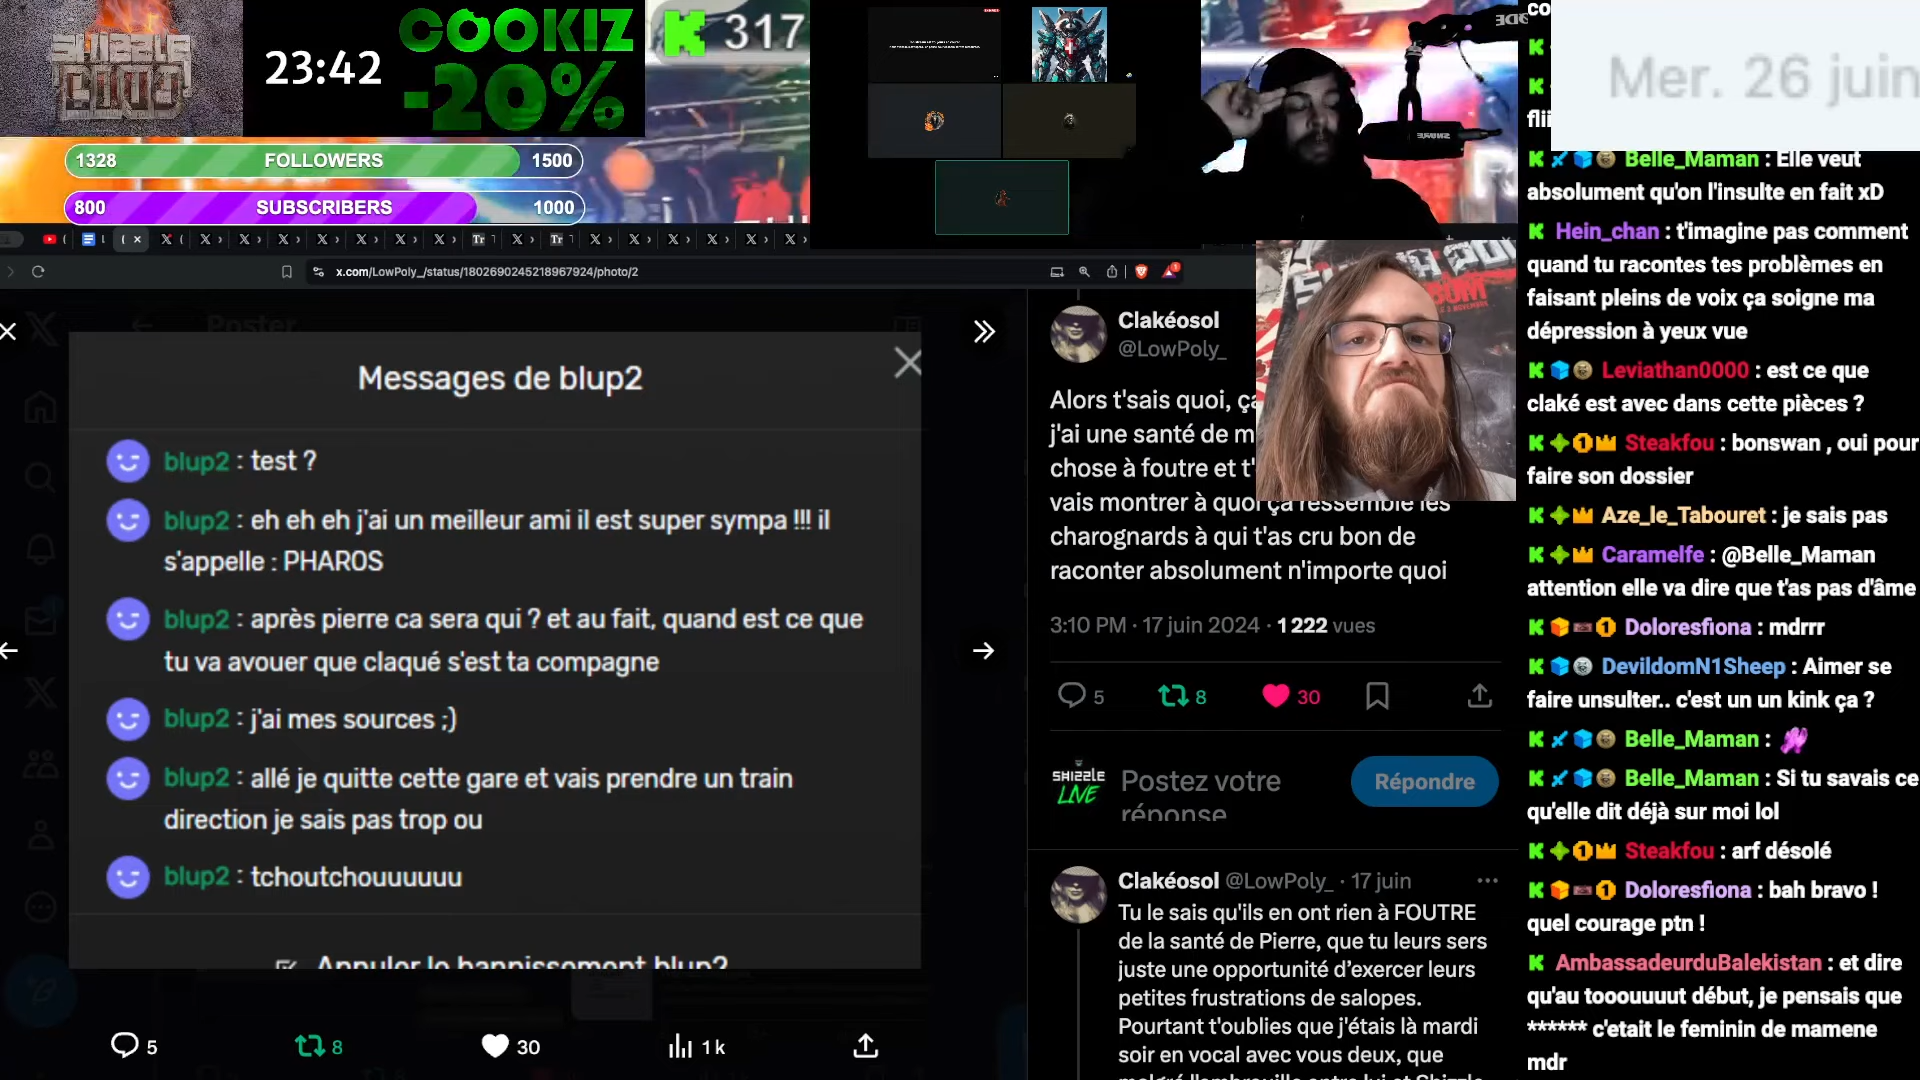 SHIZZLE
23:42
COOKIZ
-20%
317
1328 FOLLOWERS 1500
800 SUBSCRIBERS 1000
x.com/LowPoly_/status/1802690245218967924/photo/2
Poster
Messages de blup2
blup2 : test ?
blup2 : eh eh eh j'ai un meilleur ami il est super sympa !!! il
s'appelle : PHAROS
blup2 : après pierre ca sera qui ? et au fait, quand est ce que
tu va avouer que claqué s'est ta compagne
blup2 : j'ai mes sources ;)
blup2 : allé je quitte cette gare et vais prendre un train
direction je sais pas trop ou
blup2 : tchoutchouuuuuu
Annuler le bannissement blup2
5
8
30
1 k
Clakéosol
@LowPoly_
Alors t'sais quoi, ça
j'ai une santé de m
chose à foutre et t'
vais montrer à quoi ça ressemble les
charognards à qui t'as cru bon de
raconter absolument n'importe quoi
3:10 PM · 17 juin 2024 · 1 222 vues
5
8
30
SHIZZLE
LIVE
Postez votre
réponse
Répondre
Clakéosol @LowPoly_ · 17 juin
Tu le sais qu'ils en ont rien à FOUTRE
de la santé de Pierre, que tu leurs sers
juste une opportunité d'exercer leurs
petites frustrations de salopes.
Pourtant t'oublies que j'étais là mardi
soir en vocal avec vous deux, que
malgré l'embrouille entre lui et Shizzle
SHURE
Mer. 26 juin
Belle_Maman : Elle veut
absolument qu'on l'insulte en fait xD
Hein_chan : t'imagine pas comment
quand tu racontes tes problèmes en
faisant pleins de voix ça soigne ma
dépression à yeux vue
Leviathan0000 : est ce que
claké est avec dans cette pièces ?
Steakfou : bonswan , oui pour
faire son dossier
Aze_le_Tabouret : je sais pas
Caramelfe : @Belle_Maman
attention elle va dire que t'as pas d'âme
Doloresfiona : mdrrr
DevildomN1Sheep : Aimer se
faire unsulter.. c'est un un kink ça ?
Belle_Maman :
Belle_Maman : Si tu savais ce
qu'elle dit déjà sur moi lol
Steakfou : arf désolé
Doloresfiona : bah bravo !
quel courage ptn !
AmbassadeurduBalekistan : et dire
qu'au tooouuuut début, je pensais que
****** c'etait le feminin de mamene
mdr